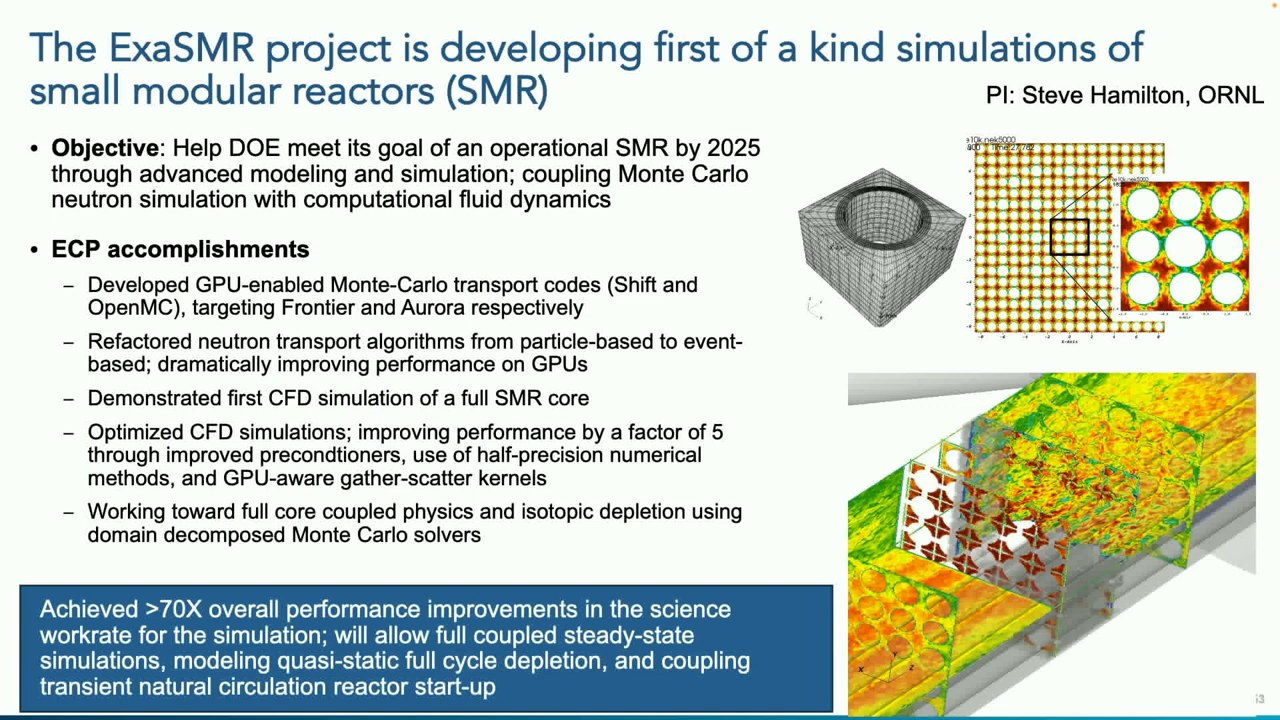 The ExaSMR project is developing first of a kind simulations of
small modular reactors (SMR)
PI: Steve Hamilton, ORNL
• Objective: Help DOE meet its goal of an operational SMR by 2025
through advanced modeling and simulation; coupling Monte Carlo
neutron simulation with computational fluid dynamics
• ECP accomplishments
– Developed GPU-enabled Monte-Carlo transport codes (Shift and
OpenMC), targeting Frontier and Aurora respectively
– Refactored neutron transport algorithms from particle-based to event-
based; dramatically improving performance on GPUs
– Demonstrated first CFD simulation of a full SMR core
– Optimized CFD simulations; improving performance by a factor of 5
through improved precondtioners, use of half-precision numerical
methods, and GPU-aware gather-scatter kernels
– Working toward full core coupled physics and isotopic depletion using
domain decomposed Monte Carlo solvers
Achieved >70X overall performance improvements in the science
workrate for the simulation; will allow full coupled steady-state
simulations, modeling quasi-static full cycle depletion, and coupling
transient natural circulation reactor start-up
e10k.nek5000
e10k.nek5000
X
Y
Z